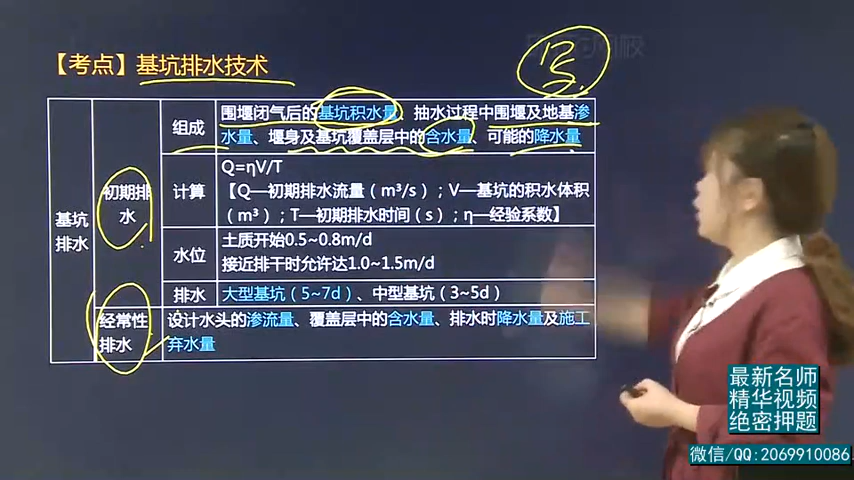 【考点】基坑排水技术
12
基坑
排水
初期排
水
组成
围堰闭气后的基坑积水量、抽水过程中围堰及地基渗
水量、堰身及基坑覆盖层中的含水量、可能的降水量
计算
Q=ηV/T
【Q—初期排水流量（m³/s）；V—基坑的积水体积
（m³）；T—初期排水时间（s）；η—经验系数】
水位
土质开始0.5~0.8m/d
接近排干时允许达1.0~1.5m/d
排水
大型基坑（5~7d）、中型基坑（3~5d）
经常性
排水
设计水头的渗流量、覆盖层中的含水量、排水时降水量及施工
弃水量
最新名师
精华视频
绝密押题
微信/QQ:2069910086